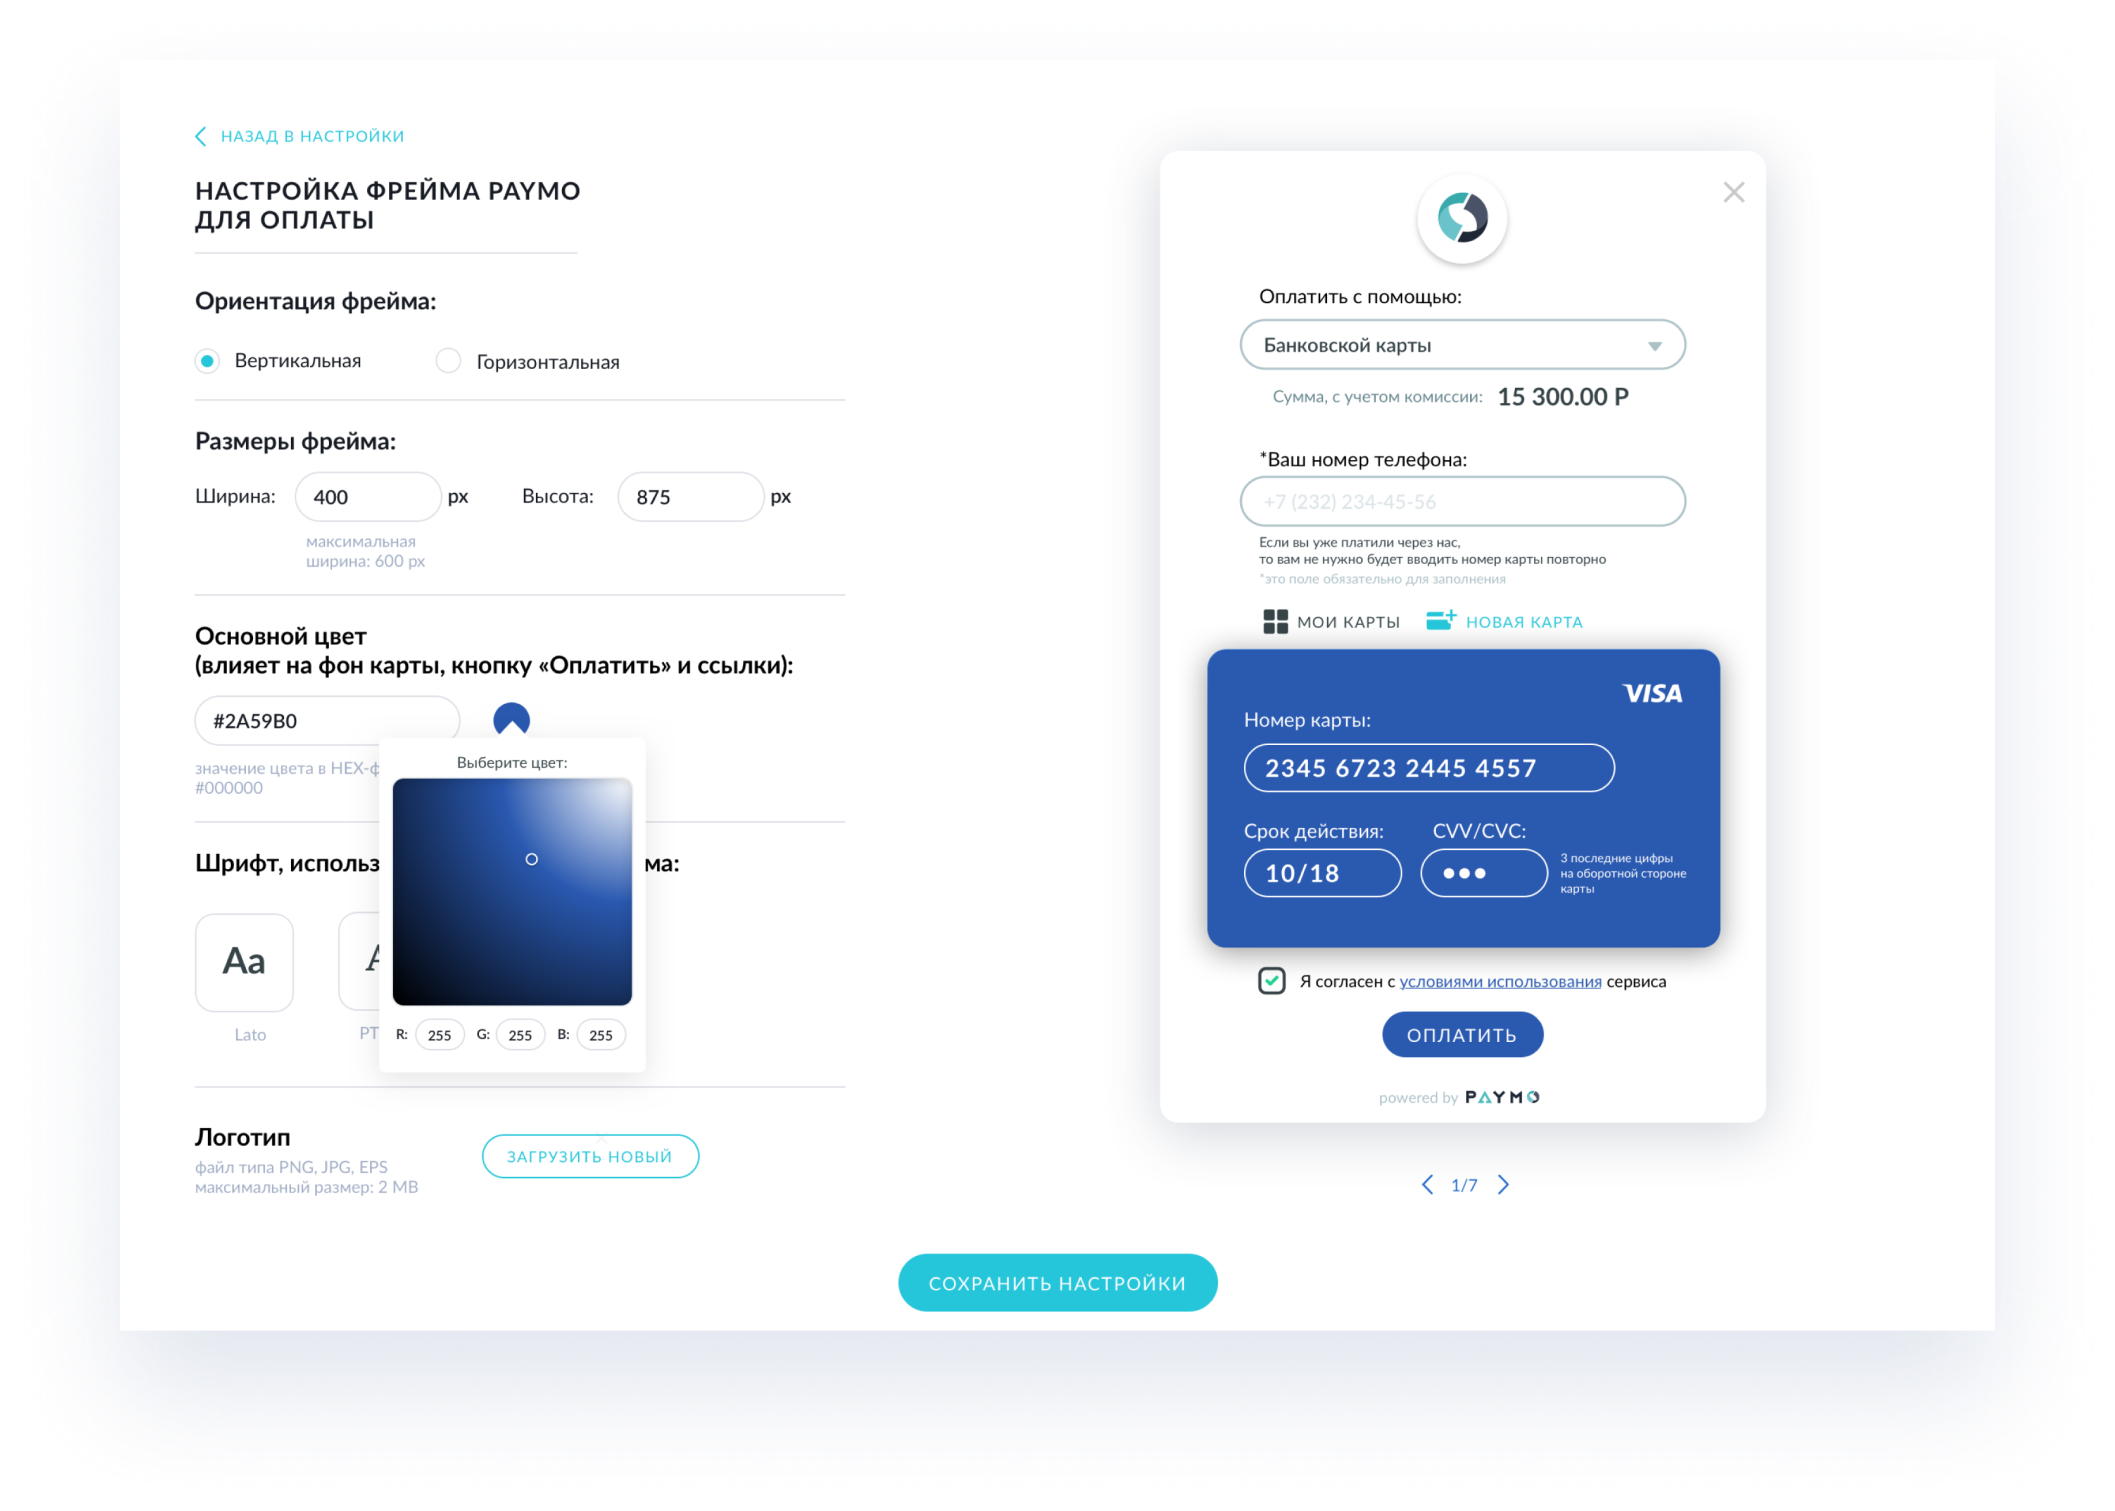 НАЗАД В НАСТРОЙКИ
НАСТРОЙКА ФРЕЙМА PAYMO
ДЛЯ ОПЛАТЫ
Ориентация фрейма:
Вертикальная
Горизонтальная
Размеры фрейма:
Ширина: 400 px
Высота: 875 px
максимальная
ширина: 600 px
Основной цвет
(влияет на фон карты, кнопку «Оплатить» и ссылки):
#2A59B0
значение цвета в HEX-ф
#000000
Выберите цвет:
R: 255 G: 255 B: 255
Шрифт, использ
ма:
Aa
Lato
PT
Логотип
файл типа PNG, JPG, EPS
максимальный размер: 2 MB
ЗАГРУЗИТЬ НОВЫЙ
Оплатить с помощью:
Банковской карты
Сумма, с учетом комиссии: 15 300.00 Р
*Ваш номер телефона:
+7 (232) 234-45-56
Если вы уже платили через нас,
то вам не нужно будет вводить номер карты повторно
*это поле обязательно для заполнения
МОИ КАРТЫ
НОВАЯ КАРТА
VISA
Номер карты:
2345 6723 2445 4557
Срок действия:
CVV/CVC:
10/18
3 последние цифры
на оборотной стороне
карты
Я согласен с условиями использования сервиса
ОПЛАТИТЬ
powered by PAYMO
1/7
СОХРАНИТЬ НАСТРОЙКИ